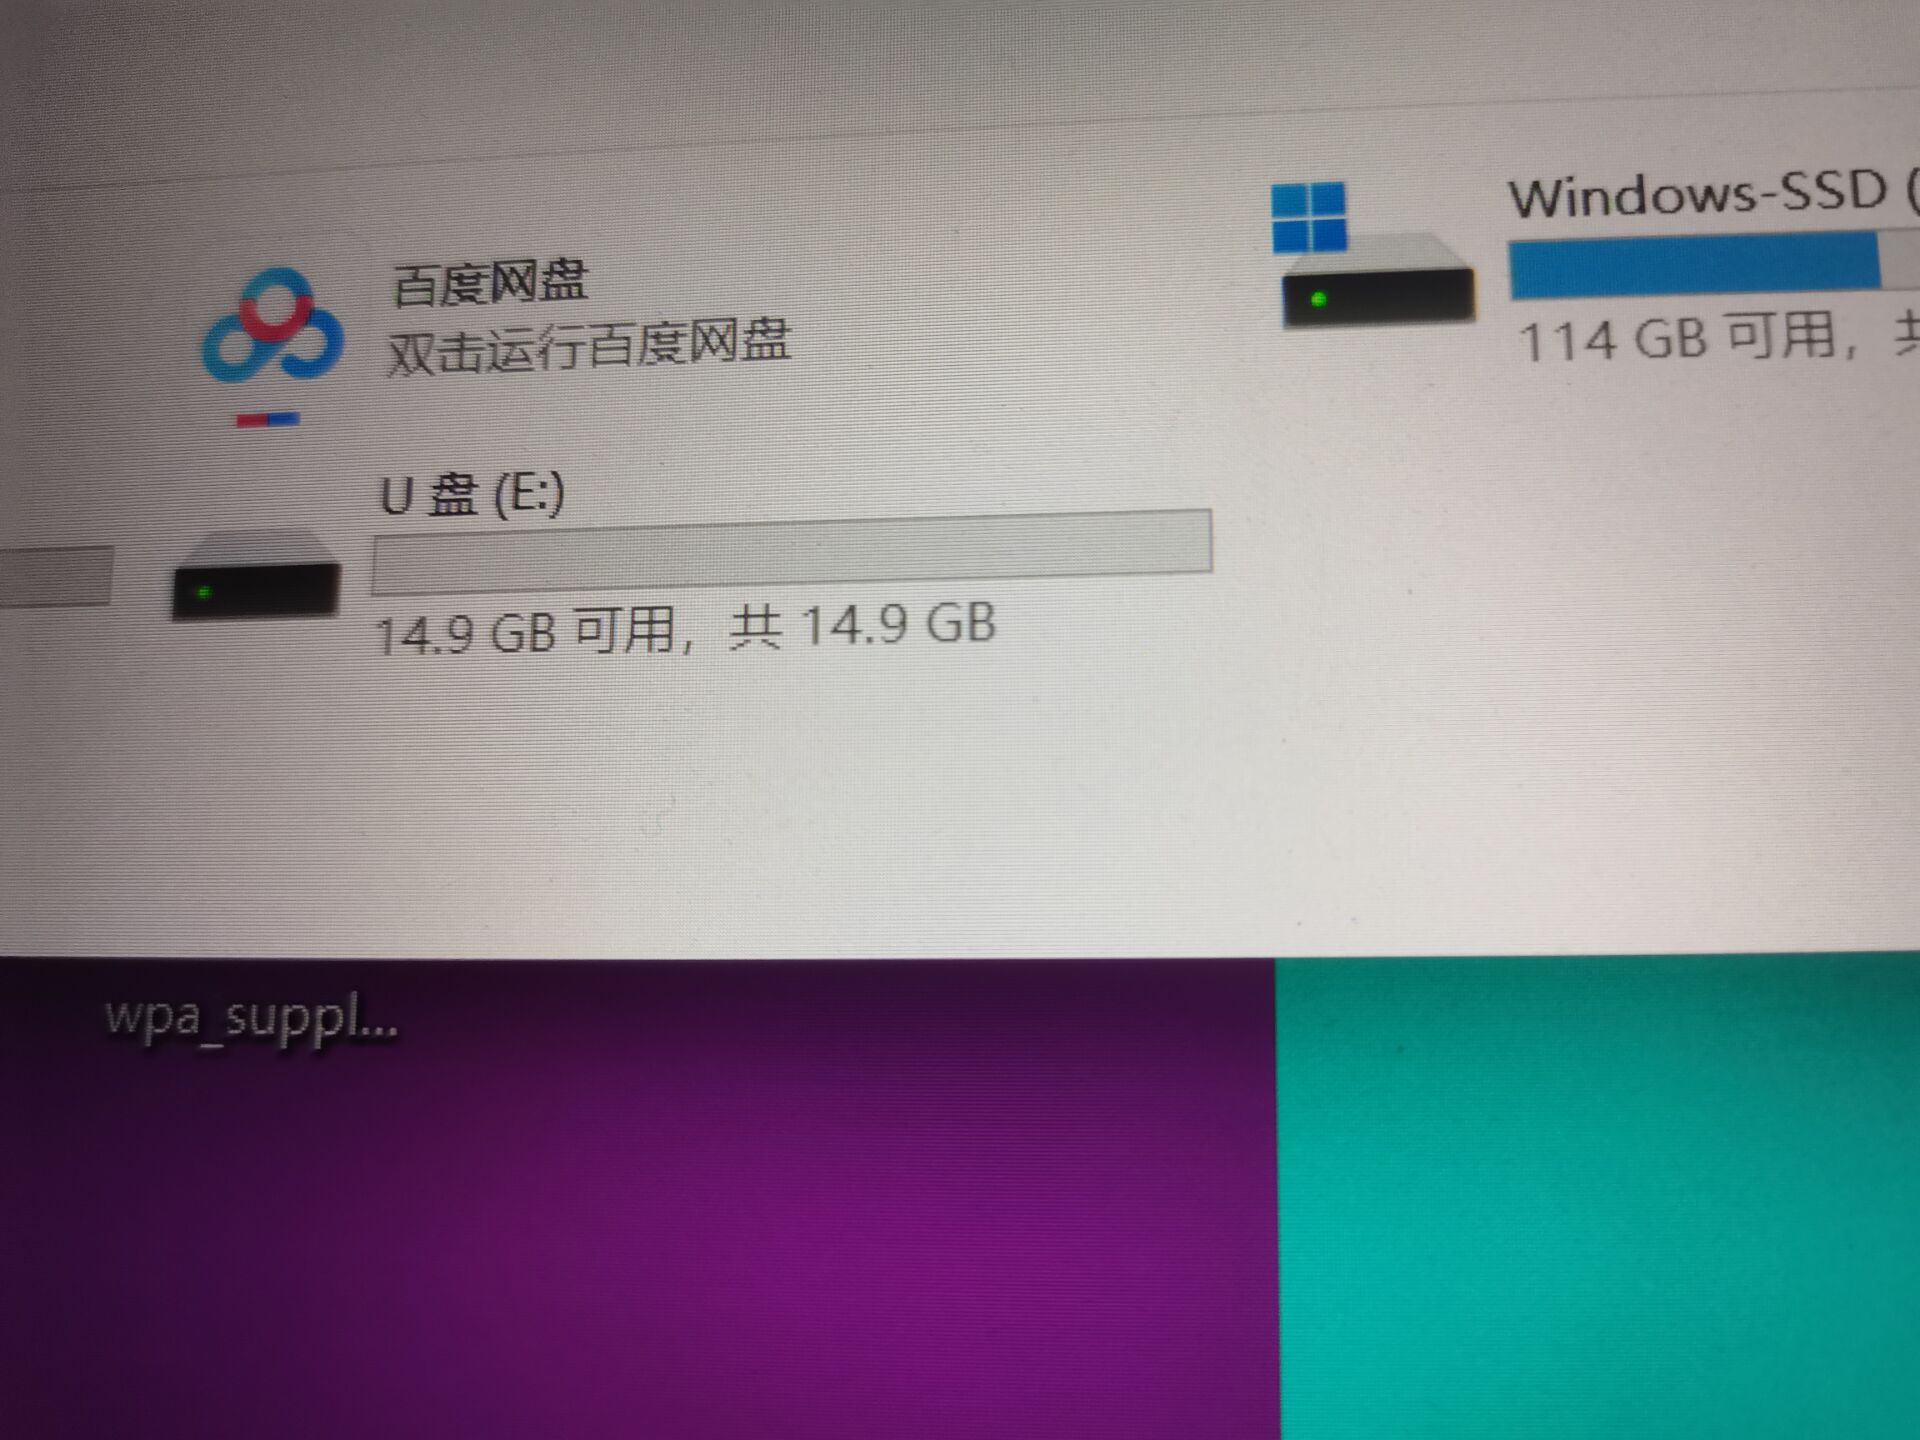 百度网盘
双击运行百度网盘
Windows-SSD (
114 GB 可用，
U 盘 (E:)
14.9 GB 可用，共 14.9 GB
wpa_suppl...